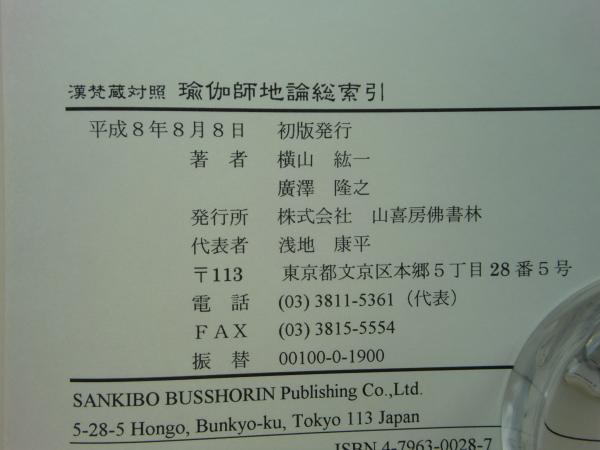 漢梵蔵対照 瑜伽師地論総索引
平成8年8月8日 初版発行
著者 横山 紘一
廣澤 隆之
発行所 株式会社 山喜房佛書林
代表者 浅地 康平
〒113 東京都文京区本郷5丁目28番5号
電話 (03) 3811-5361（代表）
FAX (03) 3815-5554
振替 00100-0-1900
SANKIBO BUSSHORIN Publishing Co.,Ltd.
5-28-5 Hongo, Bunkyo-ku, Tokyo 113 Japan
ISBN 4-7963-0028-7